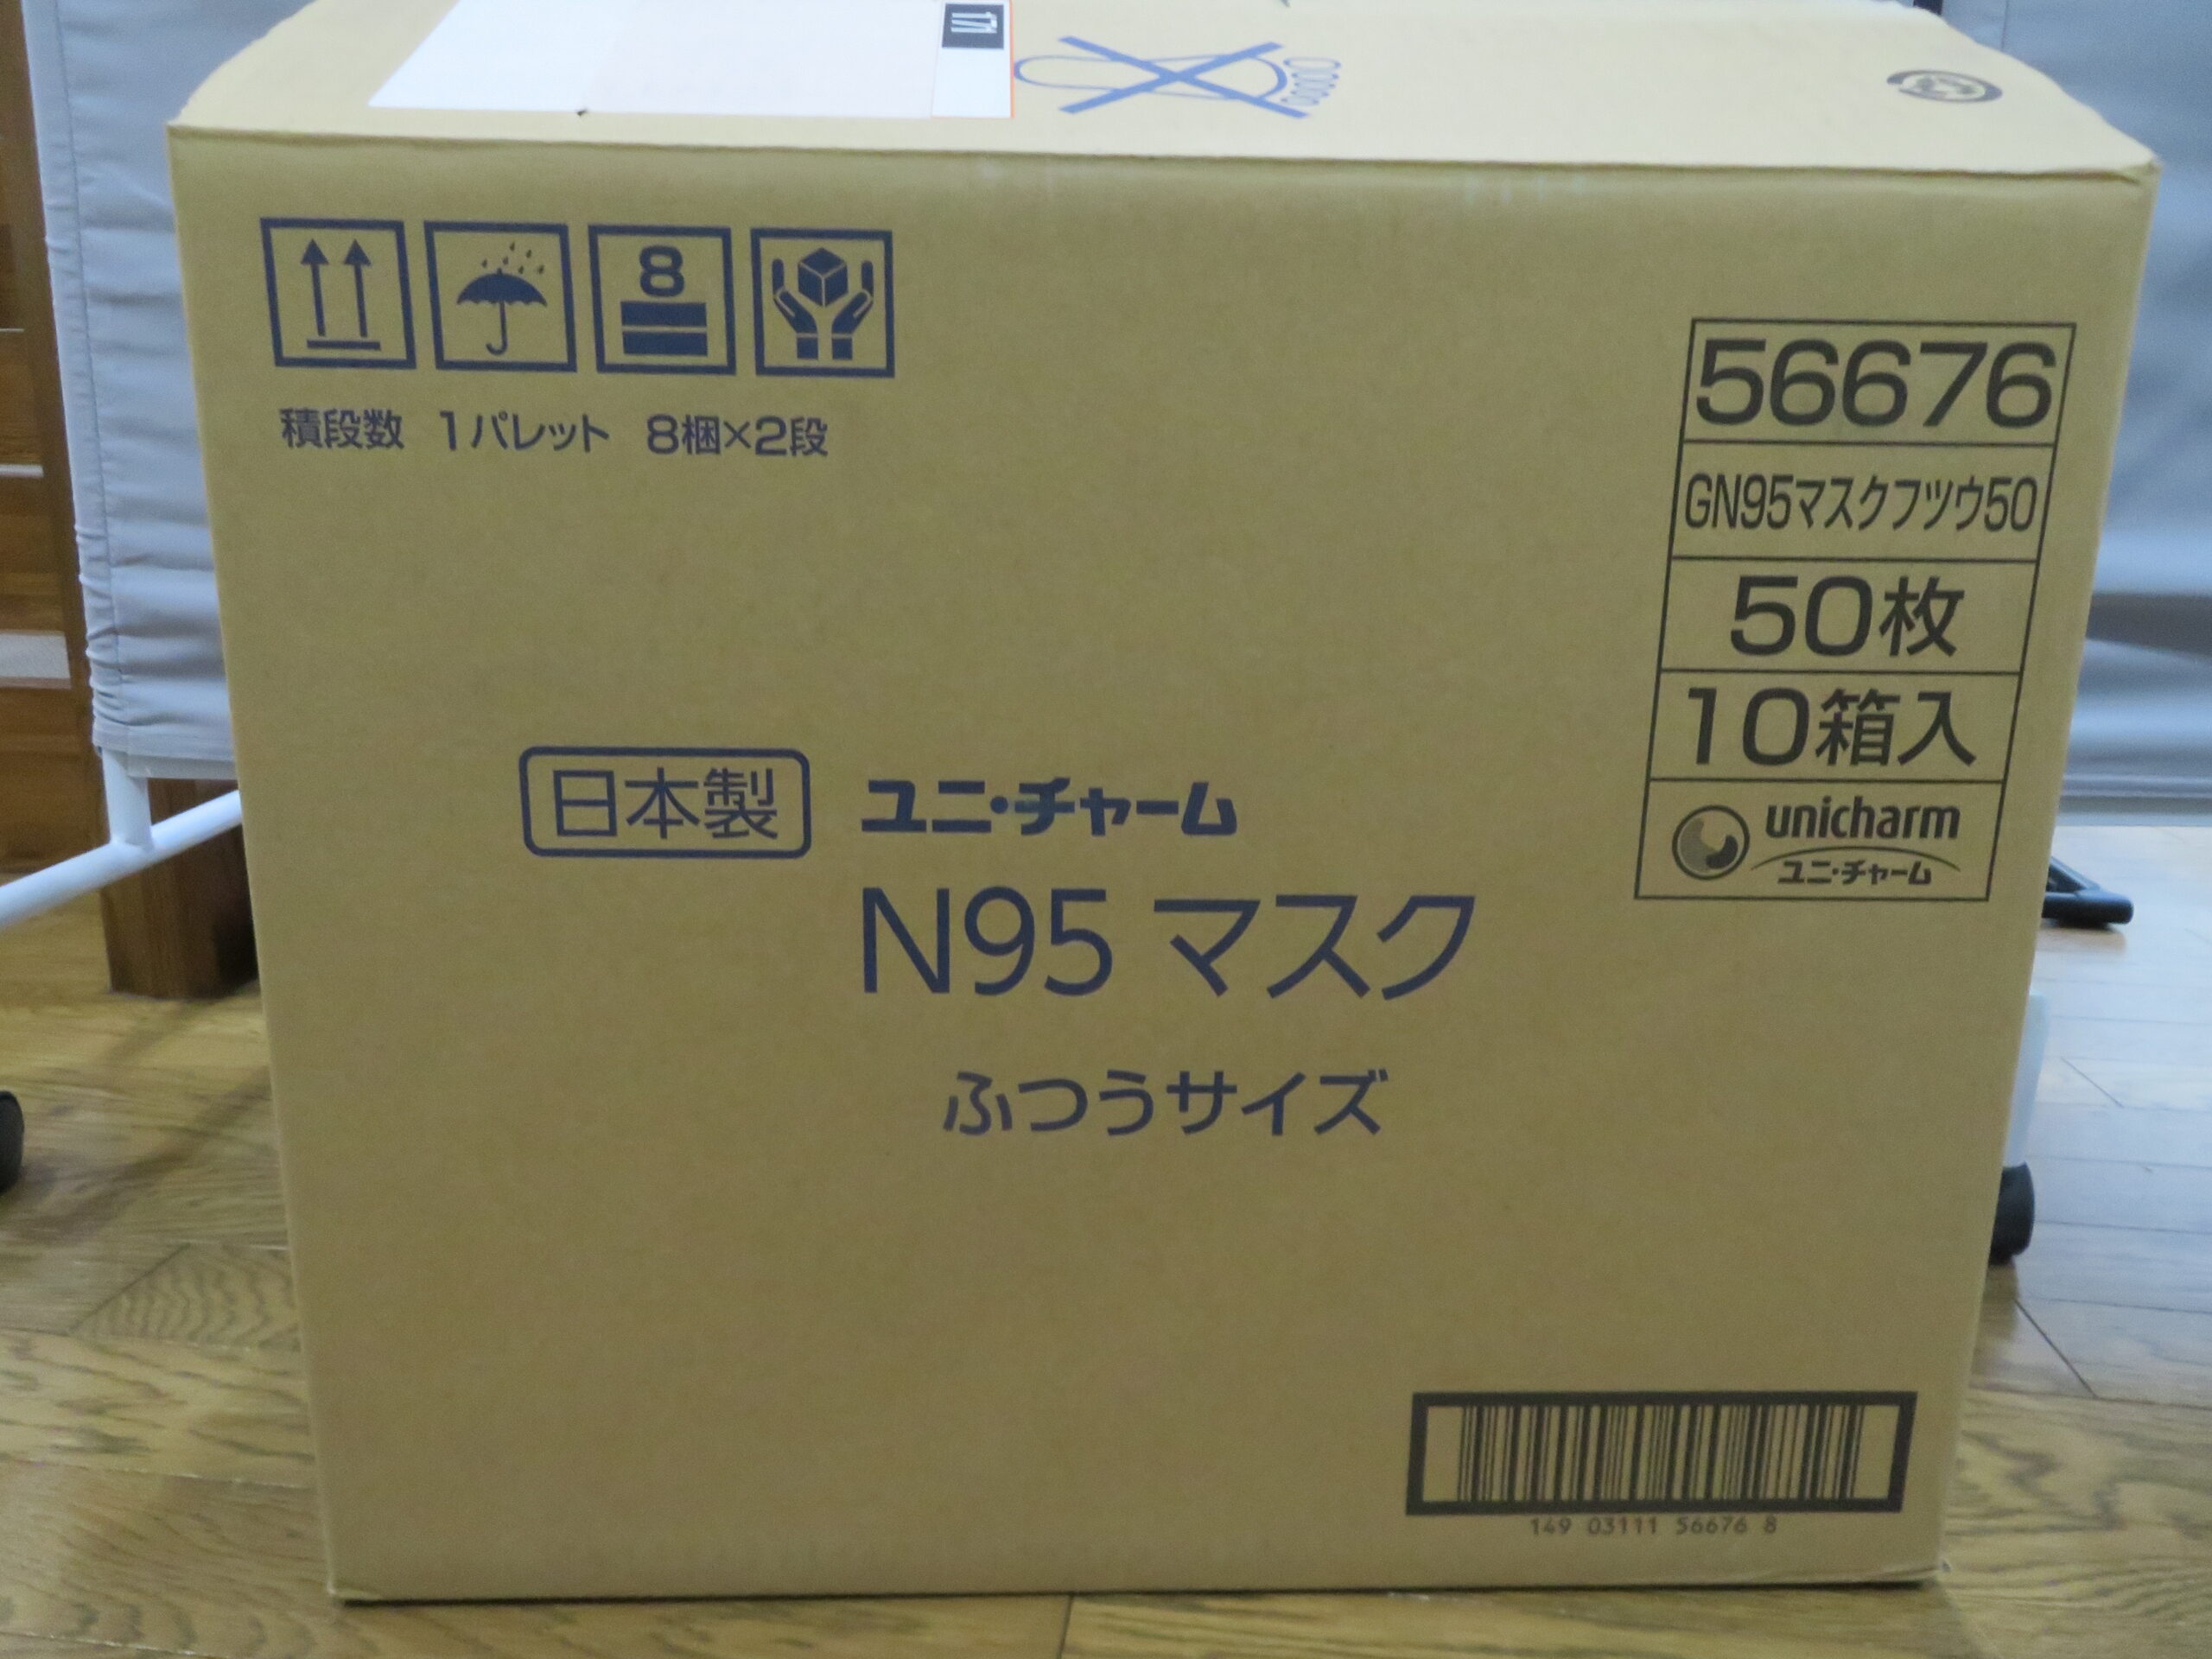 171
8
積段数 1パレット 8梱×2段
56676
GN95マスクフツウ50
50枚
10箱入
unicharm
ユニ・チャーム
日本製 ユニ・チャーム
N95 マスク
ふつうサイズ
149 03111 56676 8